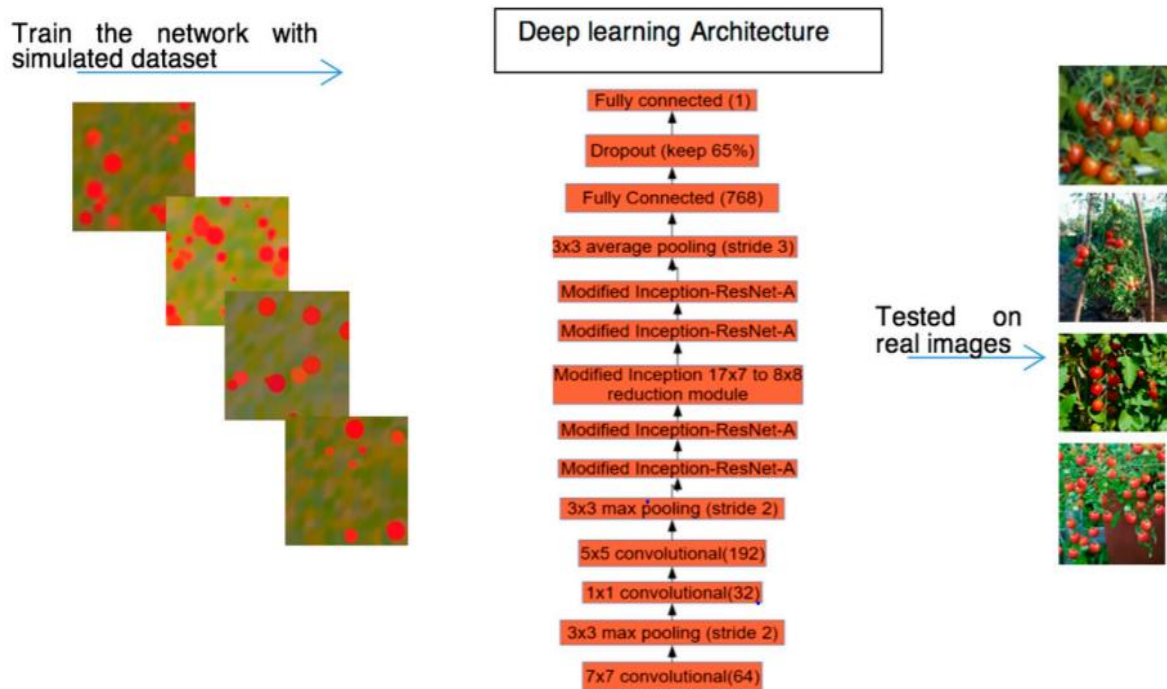 Train the network with
simulated dataset
Deep learning Architecture
Fully connected (1)
Dropout (keep 65%)
Fully Connected (768)
3x3 average pooling (stride 3)
Modified Inception-ResNet-A
Modified Inception-ResNet-A
Modified Inception 17x7 to 8x8
reduction module
Modified Inception-ResNet-A
Modified Inception-ResNet-A
3x3 max pooling (stride 2)
5x5 convolutional(192)
1x1 convolutional(32)
3x3 max pooling (stride 2)
7x7 convolutional(64)
Tested on
real images